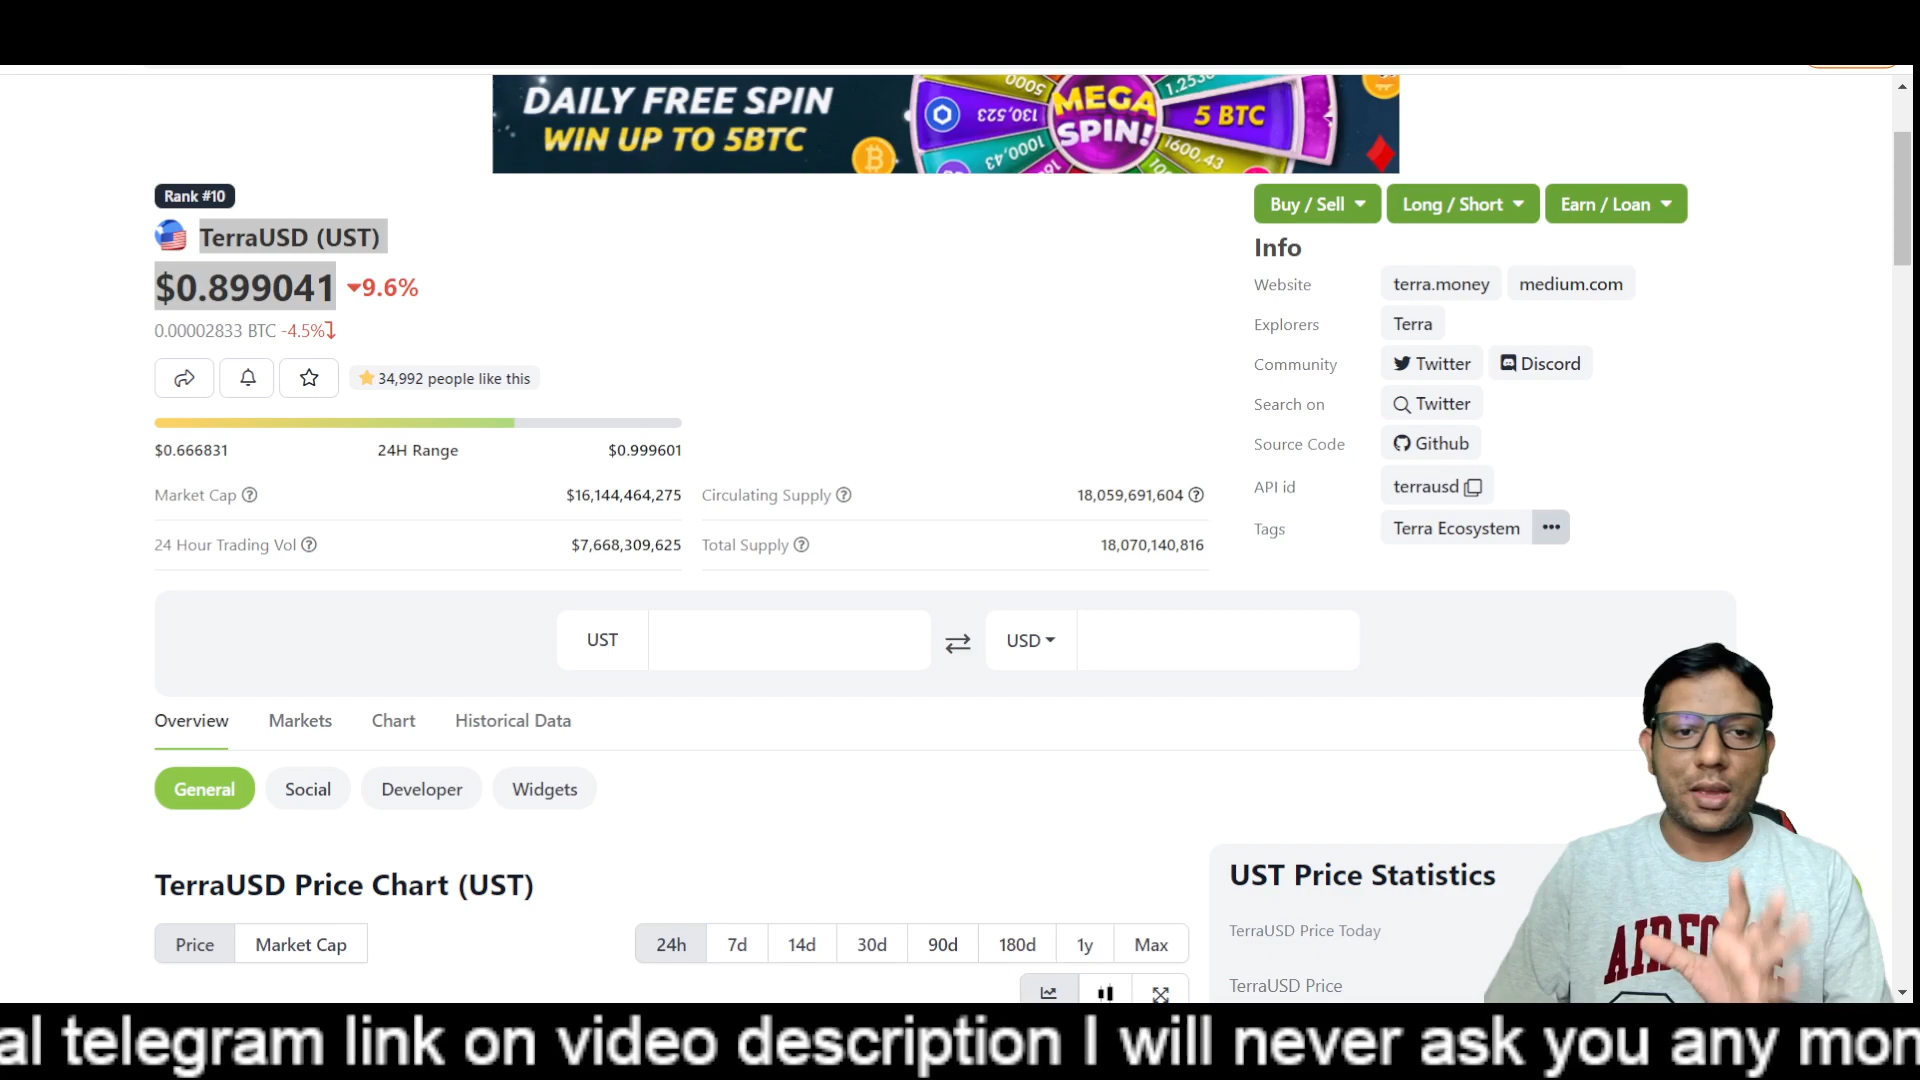 DAILY FREE SPIN
WIN UP TO 5BTC
MEGA
SPIN!
5 BTC
5000
130,523
1000,43
1600,43
Rank #10
TerraUSD (UST)
$0.899041 9.6%
0.00002833 BTC -4.5%
34,992 people like this
$0.666831 24H Range $0.999601
Market Cap $16,144,464,275 Circulating Supply 18,059,691,604
24 Hour Trading Vol $7,668,309,625 Total Supply 18,070,140,816
Buy / Sell Long / Short Earn / Loan
Info
Website terra.money medium.com
Explorers Terra
Community Twitter Discord
Search on Twitter
Source Code Github
API id terrausd
Tags Terra Ecosystem •••
UST USD
Overview Markets Chart Historical Data
General Social Developer Widgets
TerraUSD Price Chart (UST)
Price Market Cap 24h 7d 14d 30d 90d 180d 1y Max
UST Price Statistics
TerraUSD Price Today
TerraUSD Price
al telegram link on video description I will never ask you any mon